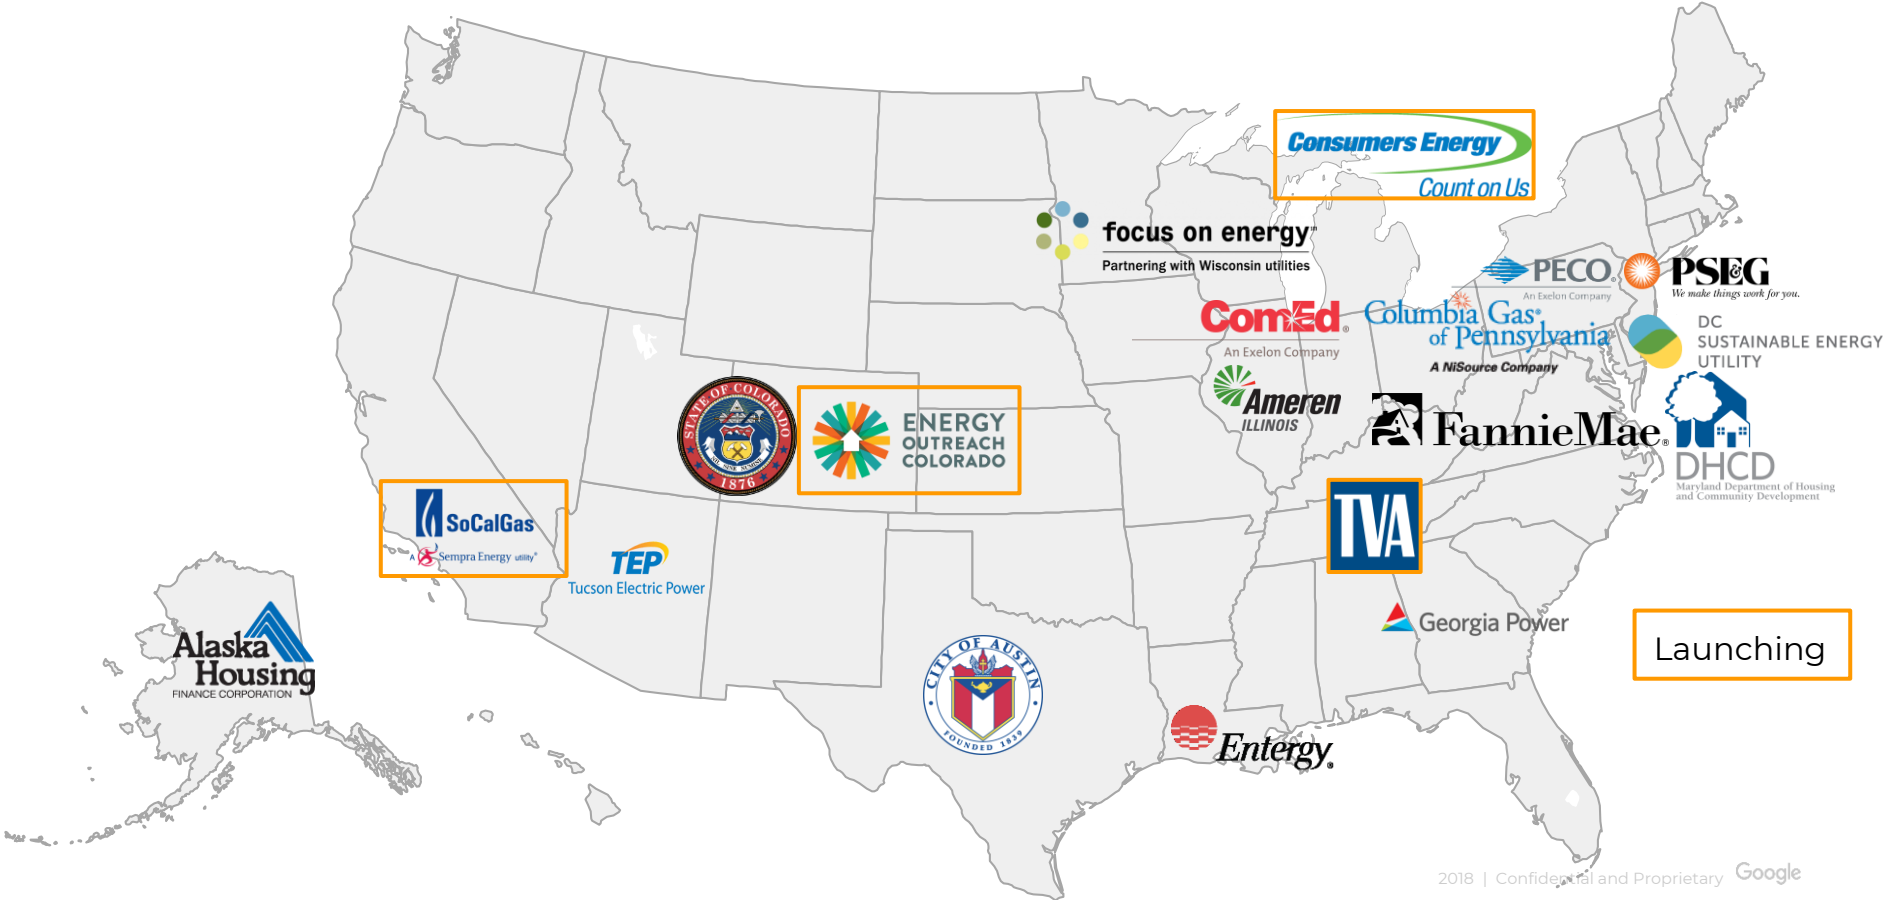 Consumers Energy
Count on Us
focus on energy
Partnering with Wisconsin utilities
PECO
An Exelon Company
PSE&G
We make things work for you.
ComEd
An Exelon Company
Columbia Gas
of Pennsylvania
A NiSource Company
DC
SUSTAINABLE ENERGY
UTILITY
Ameren
ILLINOIS
FannieMae®
DHCD
Maryland Department of Housing
and Community Development
STATE OF COLORADO
NIL SINE NUMINE
1876
ENERGY
OUTREACH
COLORADO
SoCalGas
A Sempra Energy utility®
TEP
Tucson Electric Power
TVA
Georgia Power
Alaska
Housing
FINANCE CORPORATION
CITY OF AUSTIN
FOUNDED 1839
Entergy®
Launching
2018 | Confidential and Proprietary Google